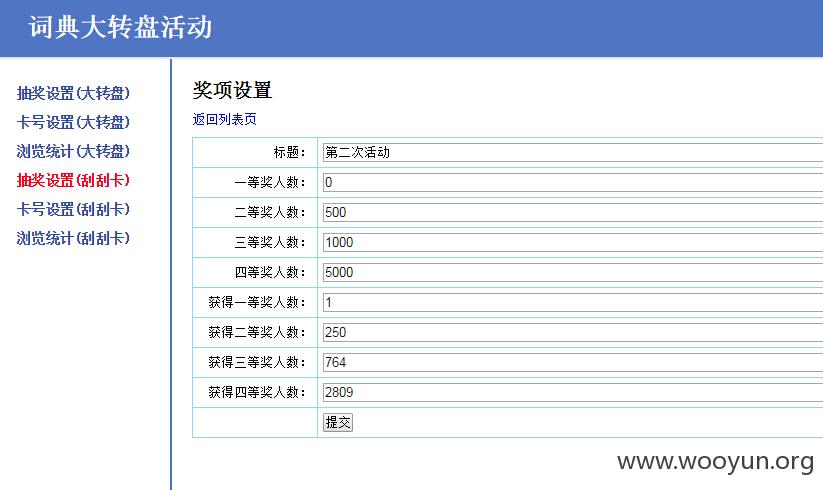 词典大转盘活动
抽奖设置(大转盘)
卡号设置(大转盘)
浏览统计(大转盘)
抽奖设置(刮刮卡)
卡号设置(刮刮卡)
浏览统计(刮刮卡)
奖项设置
返回列表页
标题： 第二次活动
一等奖人数： 0
二等奖人数： 500
三等奖人数： 1000
四等奖人数： 5000
获得一等奖人数： 1
获得二等奖人数： 250
获得三等奖人数： 764
获得四等奖人数： 2809
提交
www.wooyun.org